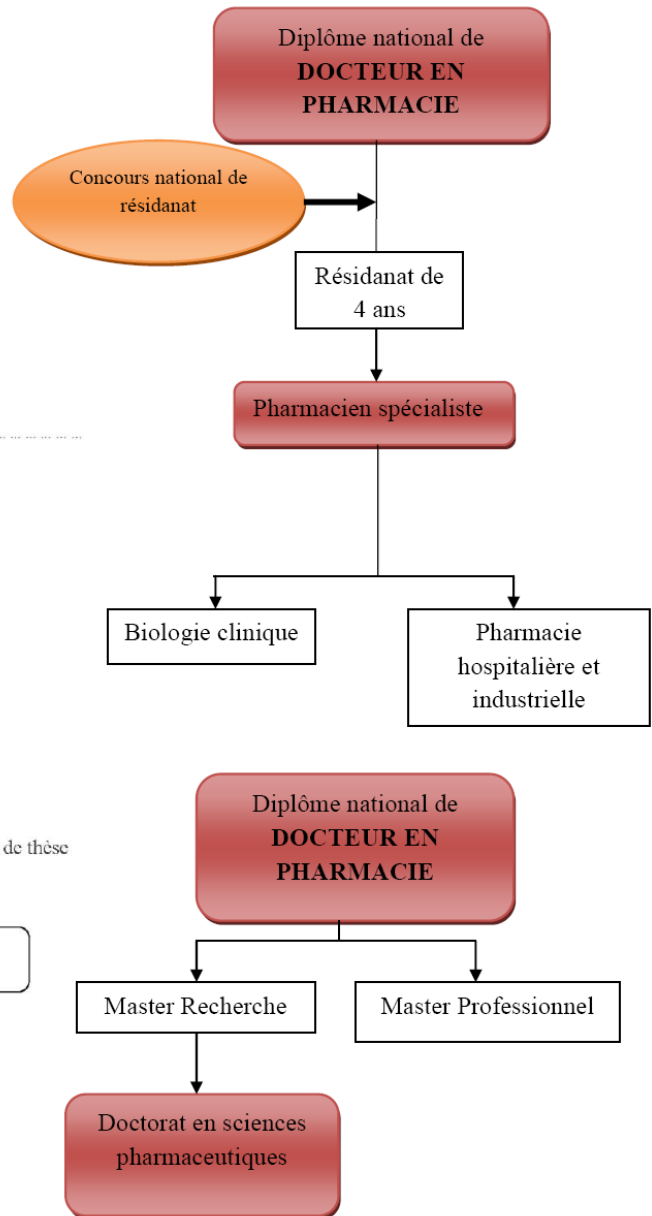 Diplôme national de
DOCTEUR EN
PHARMACIE
Concours national de
résidanat
Résidanat de
4 ans
Pharmacien spécialiste
Biologie clinique
Pharmacie
hospitalière et
industrielle
Diplôme national de
DOCTEUR EN
PHARMACIE
de thèse
Master Recherche
Master Professionnel
Doctorat en sciences
pharmaceutiques